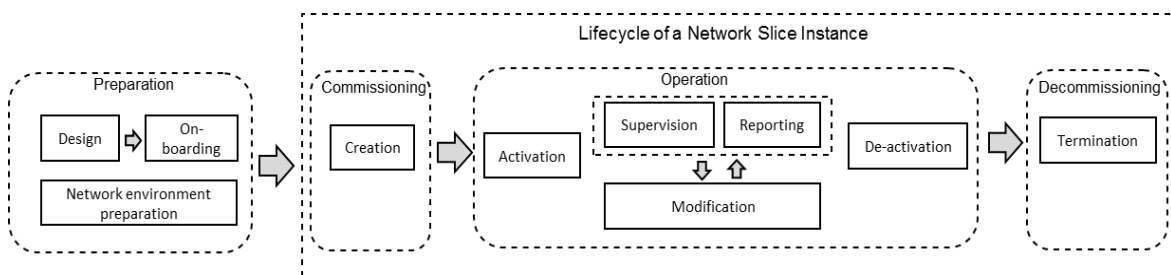 Lifecycle of a Network Slice Instance
Preparation
Design
On-
boarding
Network environment
preparation
Commissioning
Creation
Operation
Activation
Supervision
Reporting
Modification
De-activation
Decommissioning
Termination